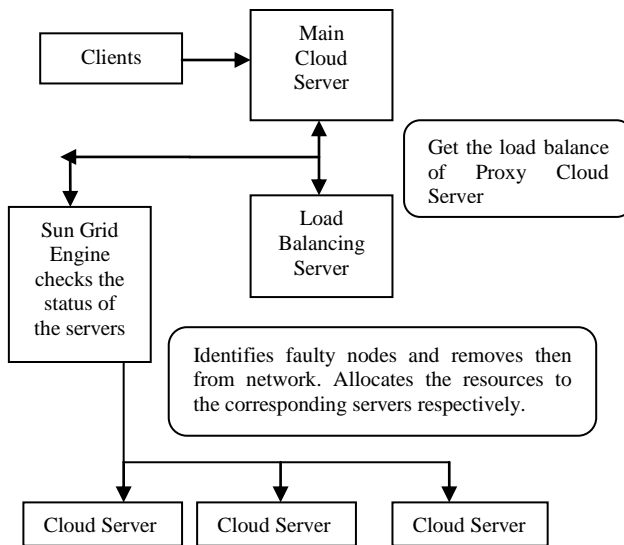 Clients
Main
Cloud
Server
Get the load balance
of Proxy Cloud
Server
Sun Grid
Engine
checks the
status of
the servers
Load
Balancing
Server
Identifies faulty nodes and removes then
from network. Allocates the resources to
the corresponding servers respectively.
Cloud Server
Cloud Server
Cloud Server